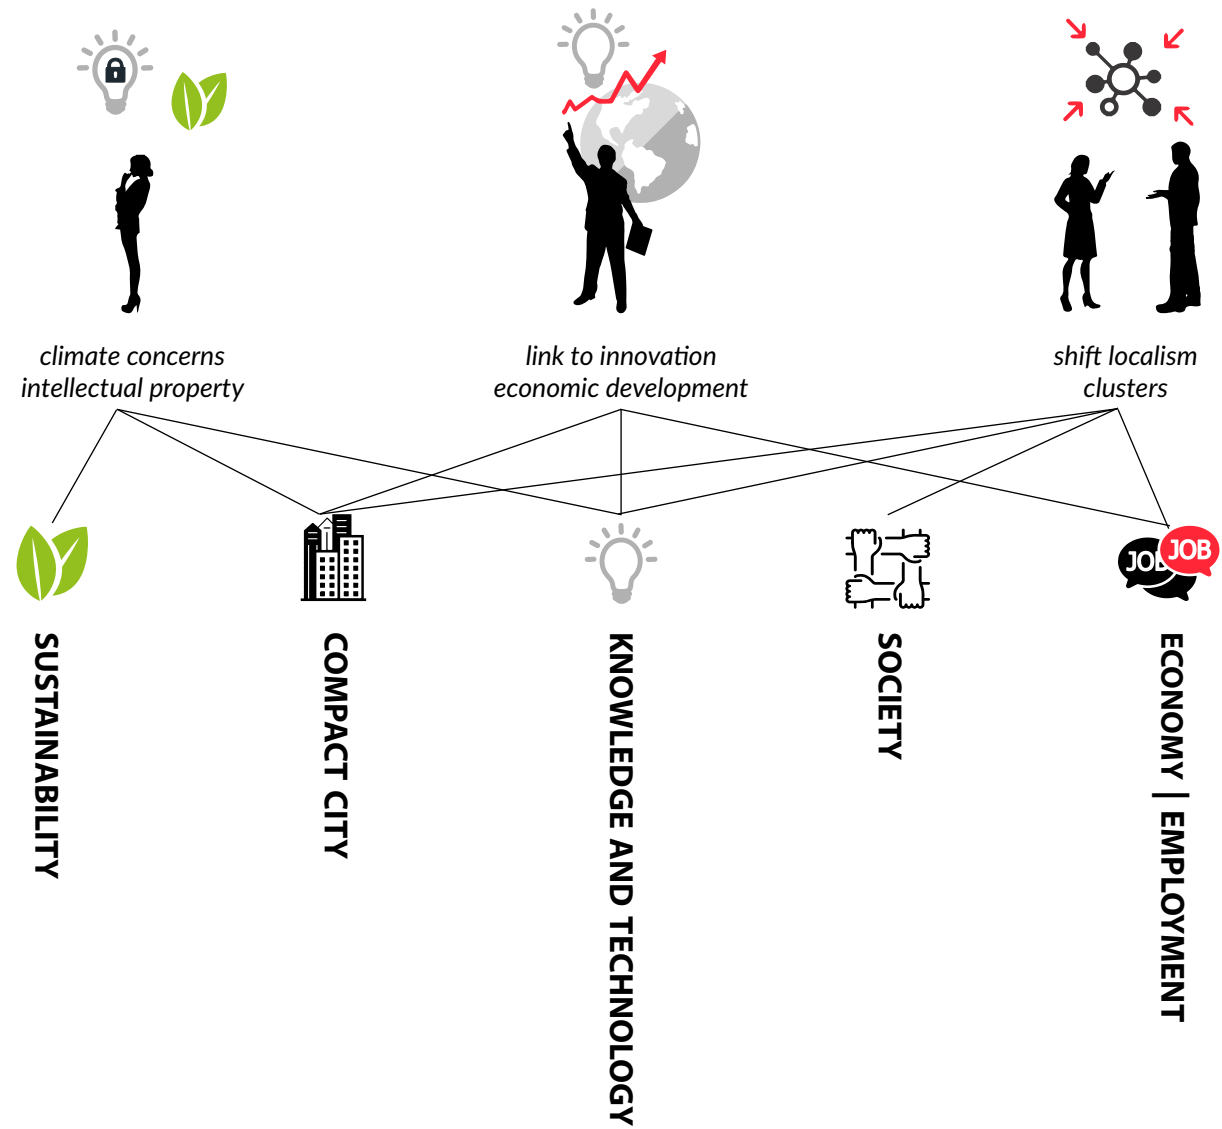 climate concerns
intellectual property
link to innovation
economic development
shift localism
clusters
JOB
JOB
SUSTAINABILITY
COMPACT CITY
KNOWLEDGE AND TECHNOLOGY
SOCIETY
ECONOMY | EMPLOYMENT